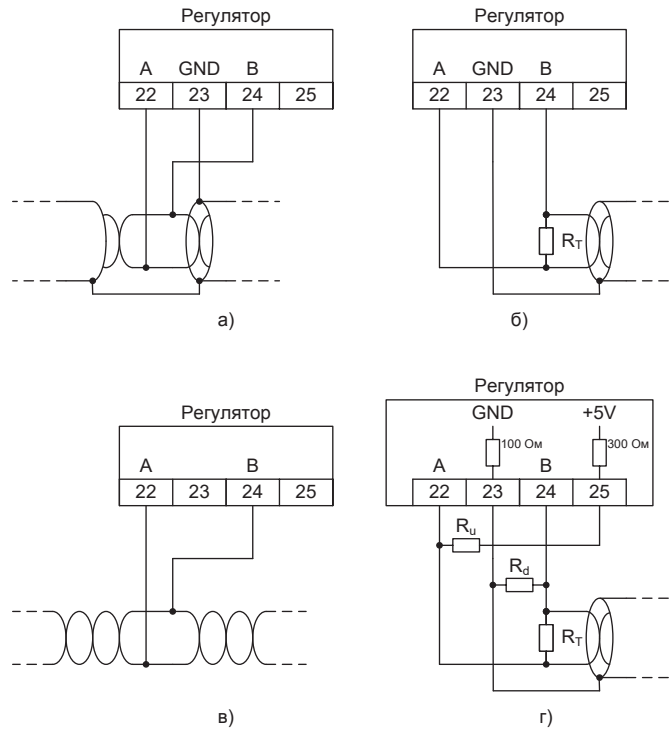 Регулятор
A GND B
22 23 24 25
а)
Регулятор
A GND B
22 23 24 25
R_T
б)
Регулятор
A B
22 23 24 25
в)
Регулятор
GND +5V
100 Ом 300 Ом
A B
22 23 24 25
R_u
R_d
R_T
г)